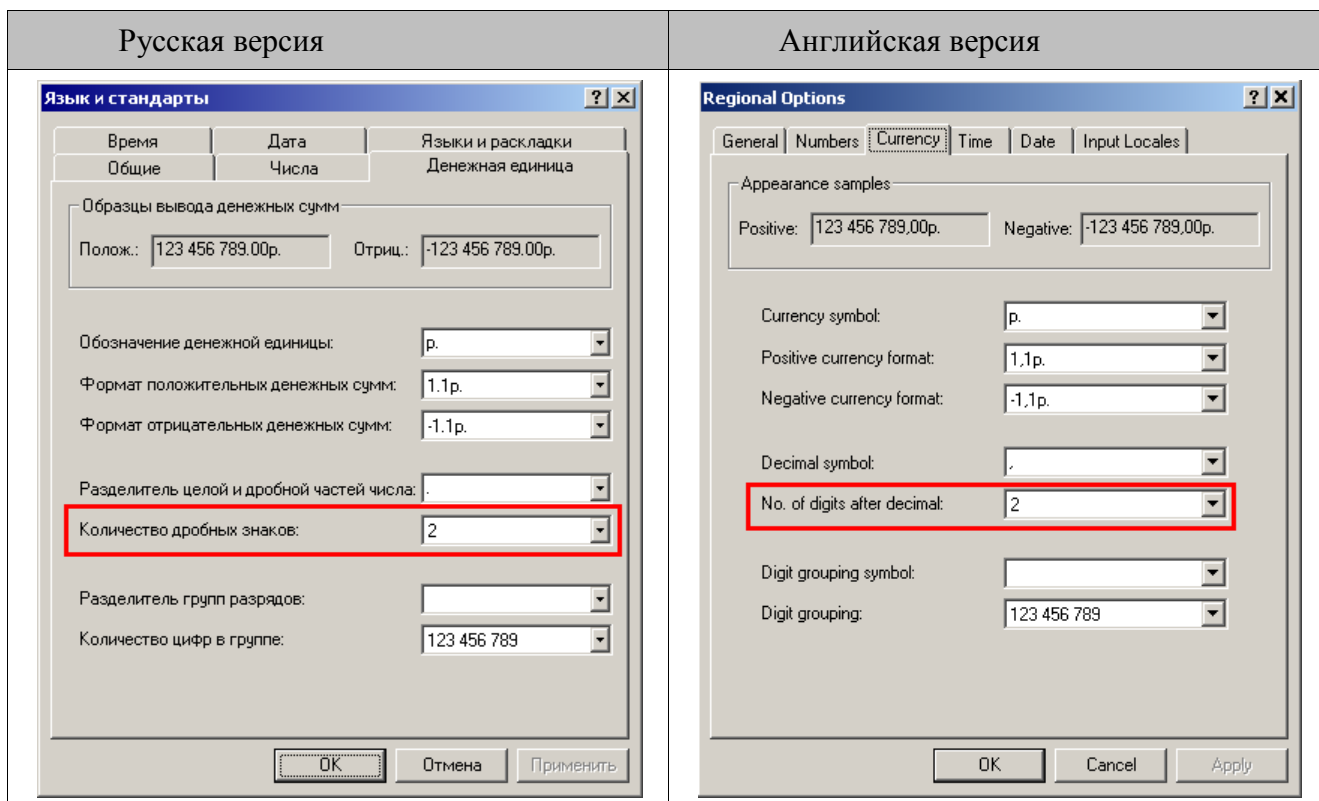 Русская версия
Английская версия
Язык и стандарты
Время Дата Языки и раскладки
Общие Числа Денежная единица
Образцы вывода денежных сумм
Полож.: 123 456 789.00р. Отриц.: -123 456 789.00р.
Обозначение денежной единицы: р.
Формат положительных денежных сумм: 1.1р.
Формат отрицательных денежных сумм: -1.1р.
Разделитель целой и дробной частей числа: .
Количество дробных знаков: 2
Разделитель групп разрядов:
Количество цифр в группе: 123 456 789
OK Отмена Применить
Regional Options
General Numbers Currency Time Date Input Locales
Appearance samples
Positive: 123 456 789,00р. Negative: -123 456 789,00р.
Currency symbol: р.
Positive currency format: 1,1р.
Negative currency format: -1,1р.
Decimal symbol: ,
No. of digits after decimal: 2
Digit grouping symbol:
Digit grouping: 123 456 789
OK Cancel Apply